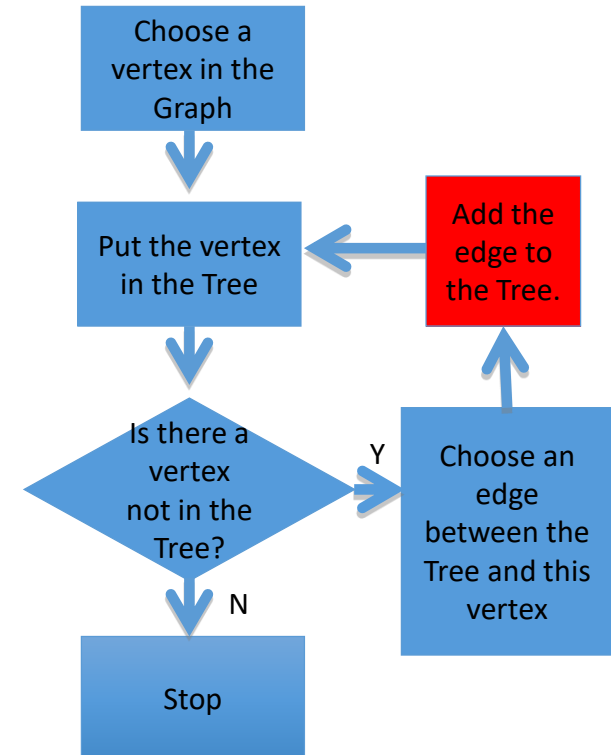 Choose a
vertex in the
Graph
Put the vertex
in the Tree
Add the
edge to
the Tree.
Is there a
vertex
not in the
Tree?
Y
Choose an
edge
between the
Tree and this
vertex
N
Stop